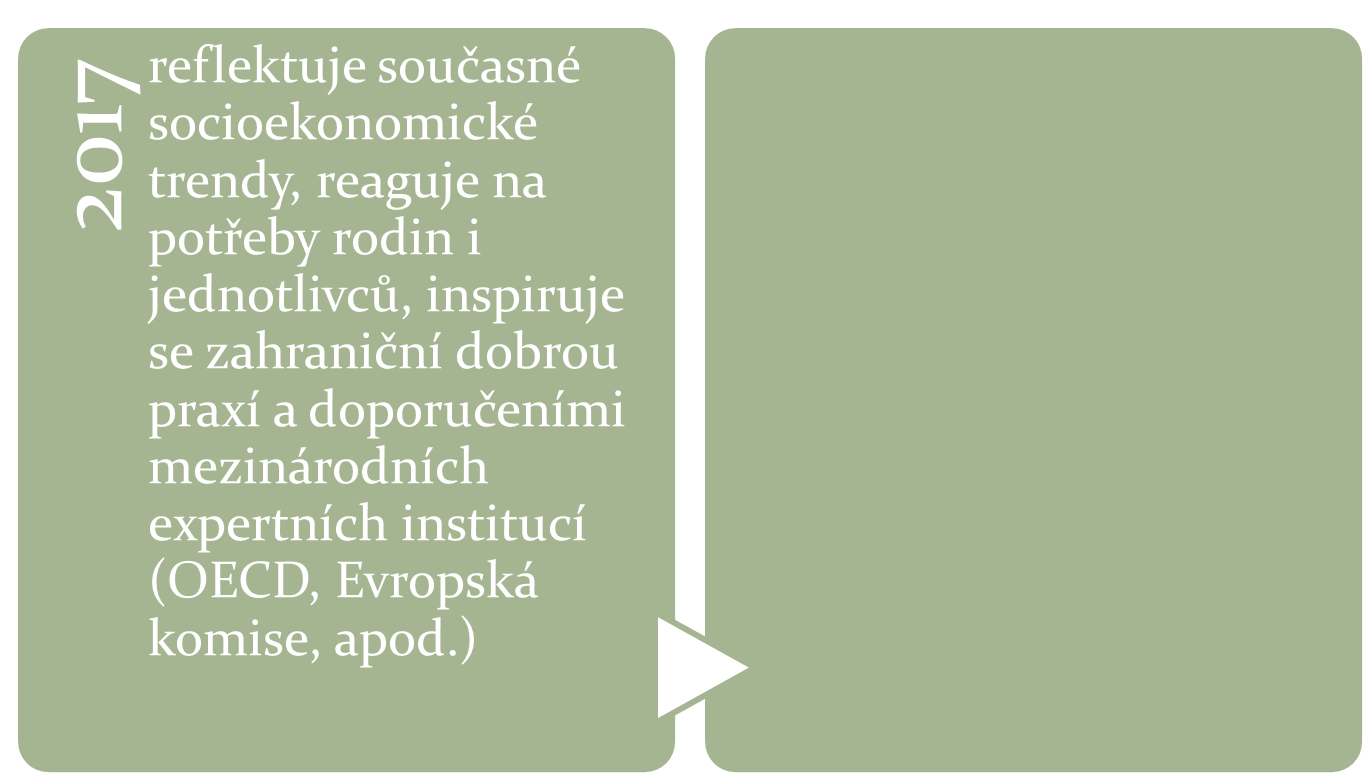 2017
reflektuje současné
socioekonomické
trendy, reaguje na
potřeby rodin i
jednotlivců, inspiruje
se zahraniční dobrou
praxí a doporučeními
mezinárodních
expertních institucí
(OECD, Evropská
komise, apod.)